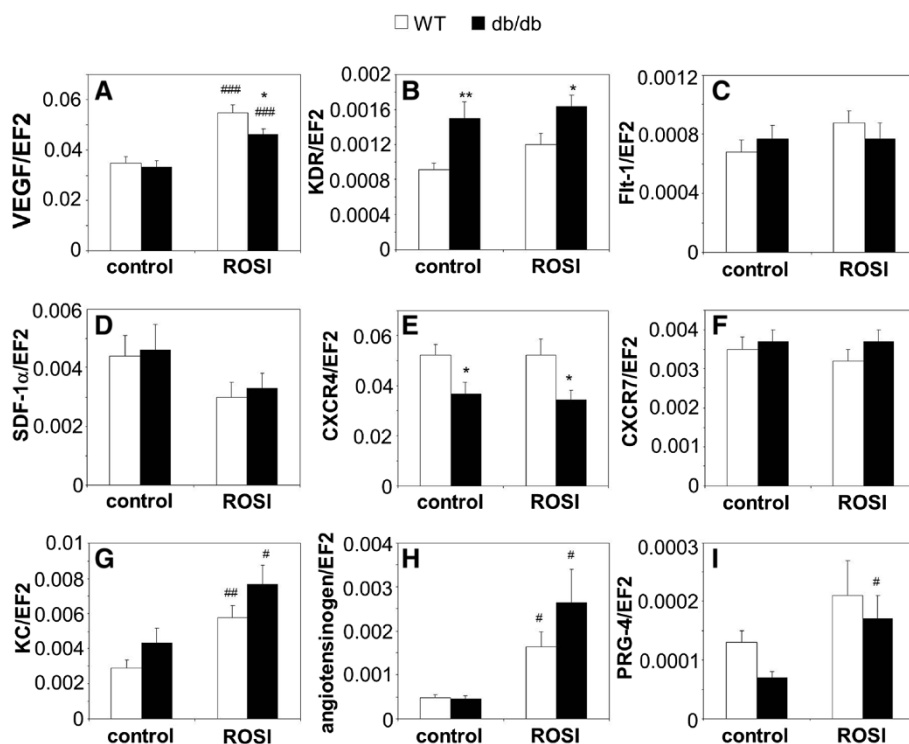 WT db/db
A
VEGF/EF2
0.06
0.04
0.02
0
###
*
###
control ROSI
B
KDR/EF2
0.002
0.0016
0.0012
0.0008
0.0004
0
**
*
control ROSI
C
Flt-1/EF2
0.0012
0.0008
0.0004
0
control ROSI
D
SDF-1α/EF2
0.006
0.004
0.002
0
control ROSI
E
CXCR4/EF2
0.06
0.04
0.02
0
*
*
control ROSI
F
CXCR7/EF2
0.004
0.003
0.002
0.001
0
control ROSI
G
KC/EF2
0.01
0.008
0.006
0.004
0.002
0
##
#
control ROSI
H
angiotensinogen/EF2
0.004
0.003
0.002
0.001
0
#
#
control ROSI
I
PRG-4/EF2
0.0003
0.0002
0.0001
0
#
control ROSI